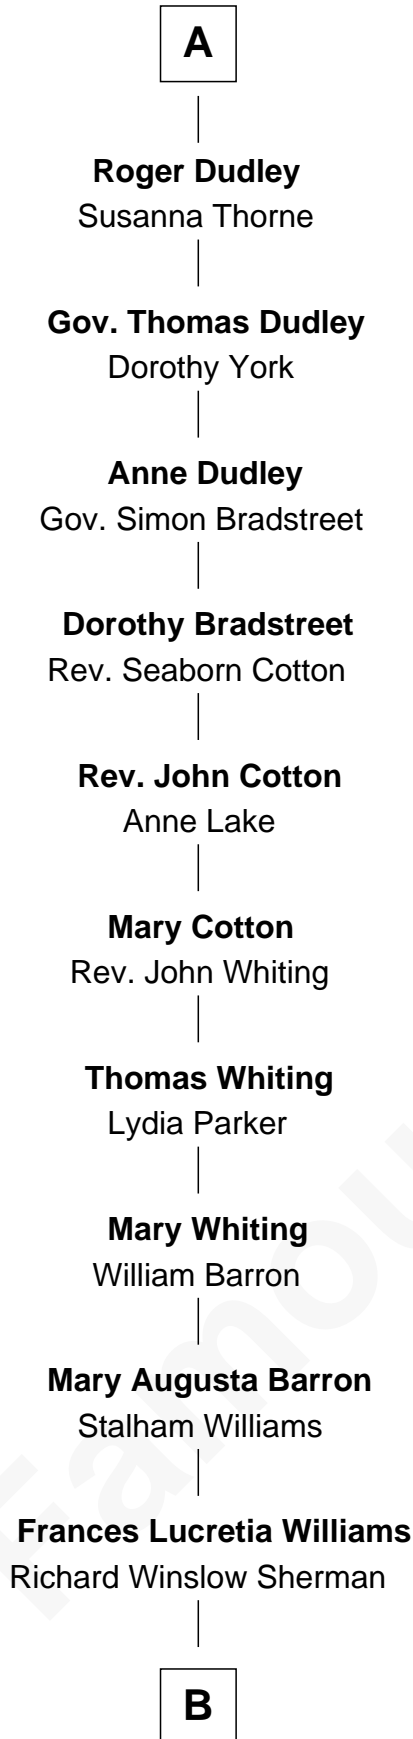 A
Roger Dudley
Susanna Thorne
Gov. Thomas Dudley
Dorothy York
Anne Dudley
Gov. Simon Bradstreet
Dorothy Bradstreet
Rev. Seaborn Cotton
Rev. John Cotton
Anne Lake
Mary Cotton
Rev. John Whiting
Thomas Whiting
Lydia Parker
Mary Whiting
William Barron
Mary Augusta Barron
Stalham Williams
Frances Lucretia Williams
Richard Winslow Sherman
B
Famou